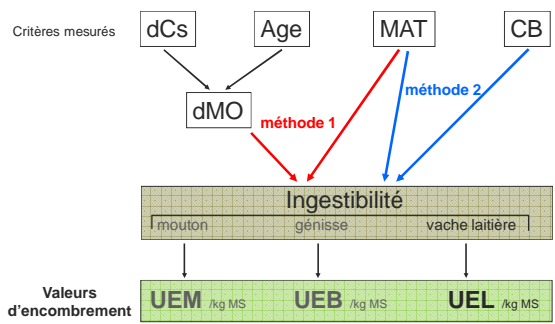 Critères mesurés dCs Age MAT CB
méthode 2
dMO
méthode 1
Ingestibilité
mouton génisse vache laitière
Valeurs
d'encombrement
UEM /kg MS UEB /kg MS UEL /kg MS